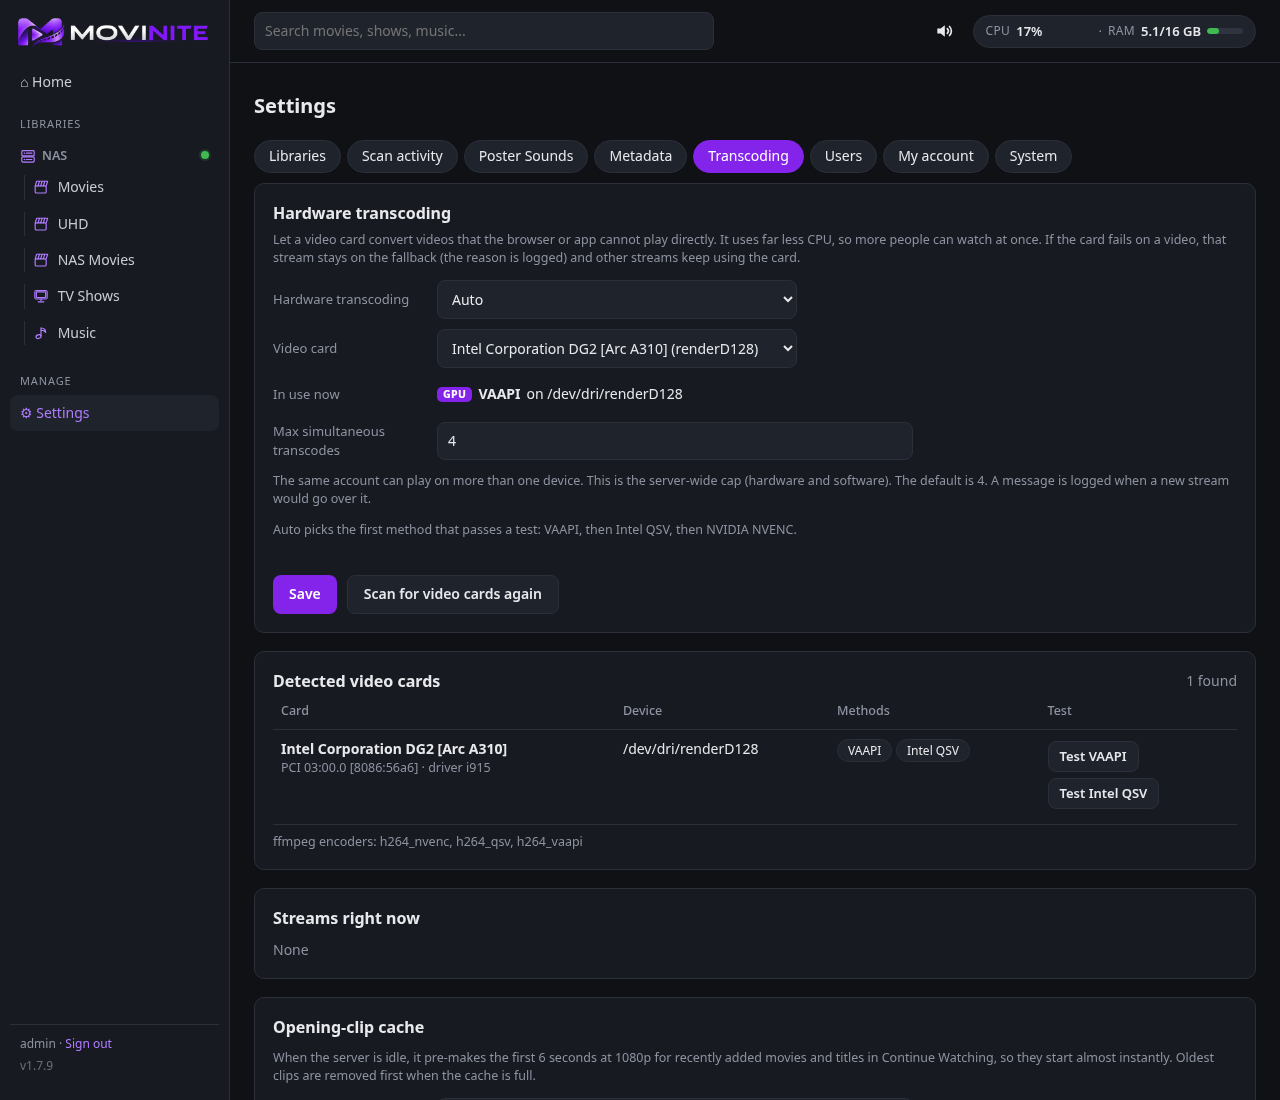 MOVINITE
Search movies, shows, music...
CPU 17% · RAM 5.1/16 GB
Home
LIBRARIES
NAS
Movies
UHD
NAS Movies
TV Shows
Music
MANAGE
Settings
admin · Sign out
v1.7.9
Settings
Libraries Scan activity Poster Sounds Metadata Transcoding Users My account System
Hardware transcoding
Let a video card convert videos that the browser or app cannot play directly. It uses far less CPU, so more people can watch at once. If the card fails on a video, that
stream stays on the fallback (the reason is logged) and other streams keep using the card.
Hardware transcoding Auto
Video card Intel Corporation DG2 [Arc A310] (renderD128)
In use now GPU VAAPI on /dev/dri/renderD128
Max simultaneous
transcodes
4
The same account can play on more than one device. This is the server-wide cap (hardware and software). The default is 4. A message is logged when a new stream
would go over it.
Auto picks the first method that passes a test: VAAPI, then Intel QSV, then NVIDIA NVENC.
Save Scan for video cards again
Detected video cards 1 found
Card Device Methods Test
Intel Corporation DG2 [Arc A310] /dev/dri/renderD128 VAAPI Intel QSV Test VAAPI
PCI 03:00.0 [8086:56a6] · driver i915
Test Intel QSV
ffmpeg encoders: h264_nvenc, h264_qsv, h264_vaapi
Streams right now
None
Opening-clip cache
When the server is idle, it pre-makes the first 6 seconds at 1080p for recently added movies and titles in Continue Watching, so they start almost instantly. Oldest
clips are removed first when the cache is full.